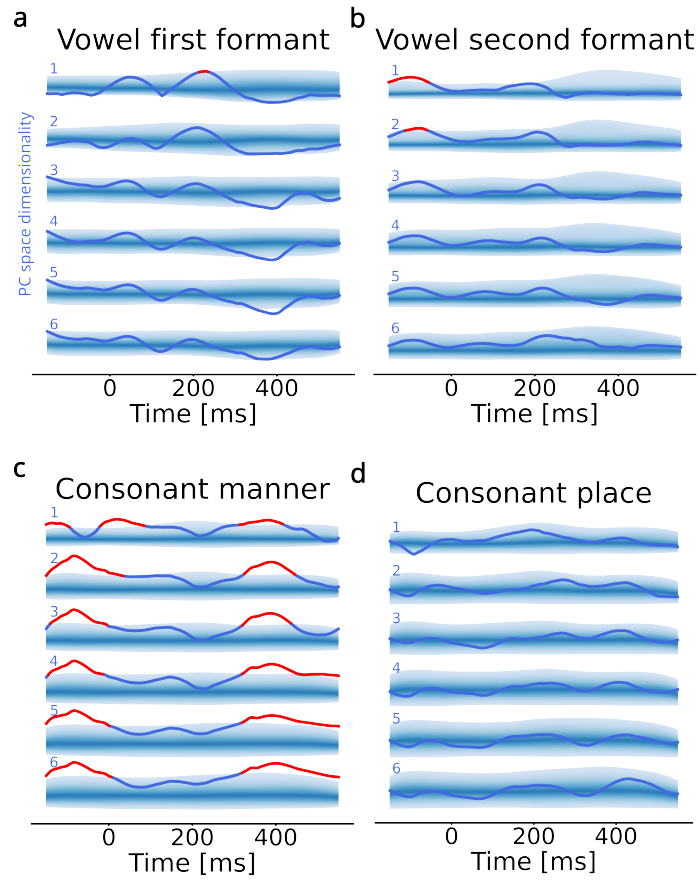 a
Vowel first formant
PC space dimensionality
1
2
3
4
5
6
0 200 400
Time [ms]
b
Vowel second formant
1
2
3
4
5
6
0 200 400
Time [ms]
c
Consonant manner
1
2
3
4
5
6
0 200 400
Time [ms]
d
Consonant place
1
2
3
4
5
6
0 200 400
Time [ms]